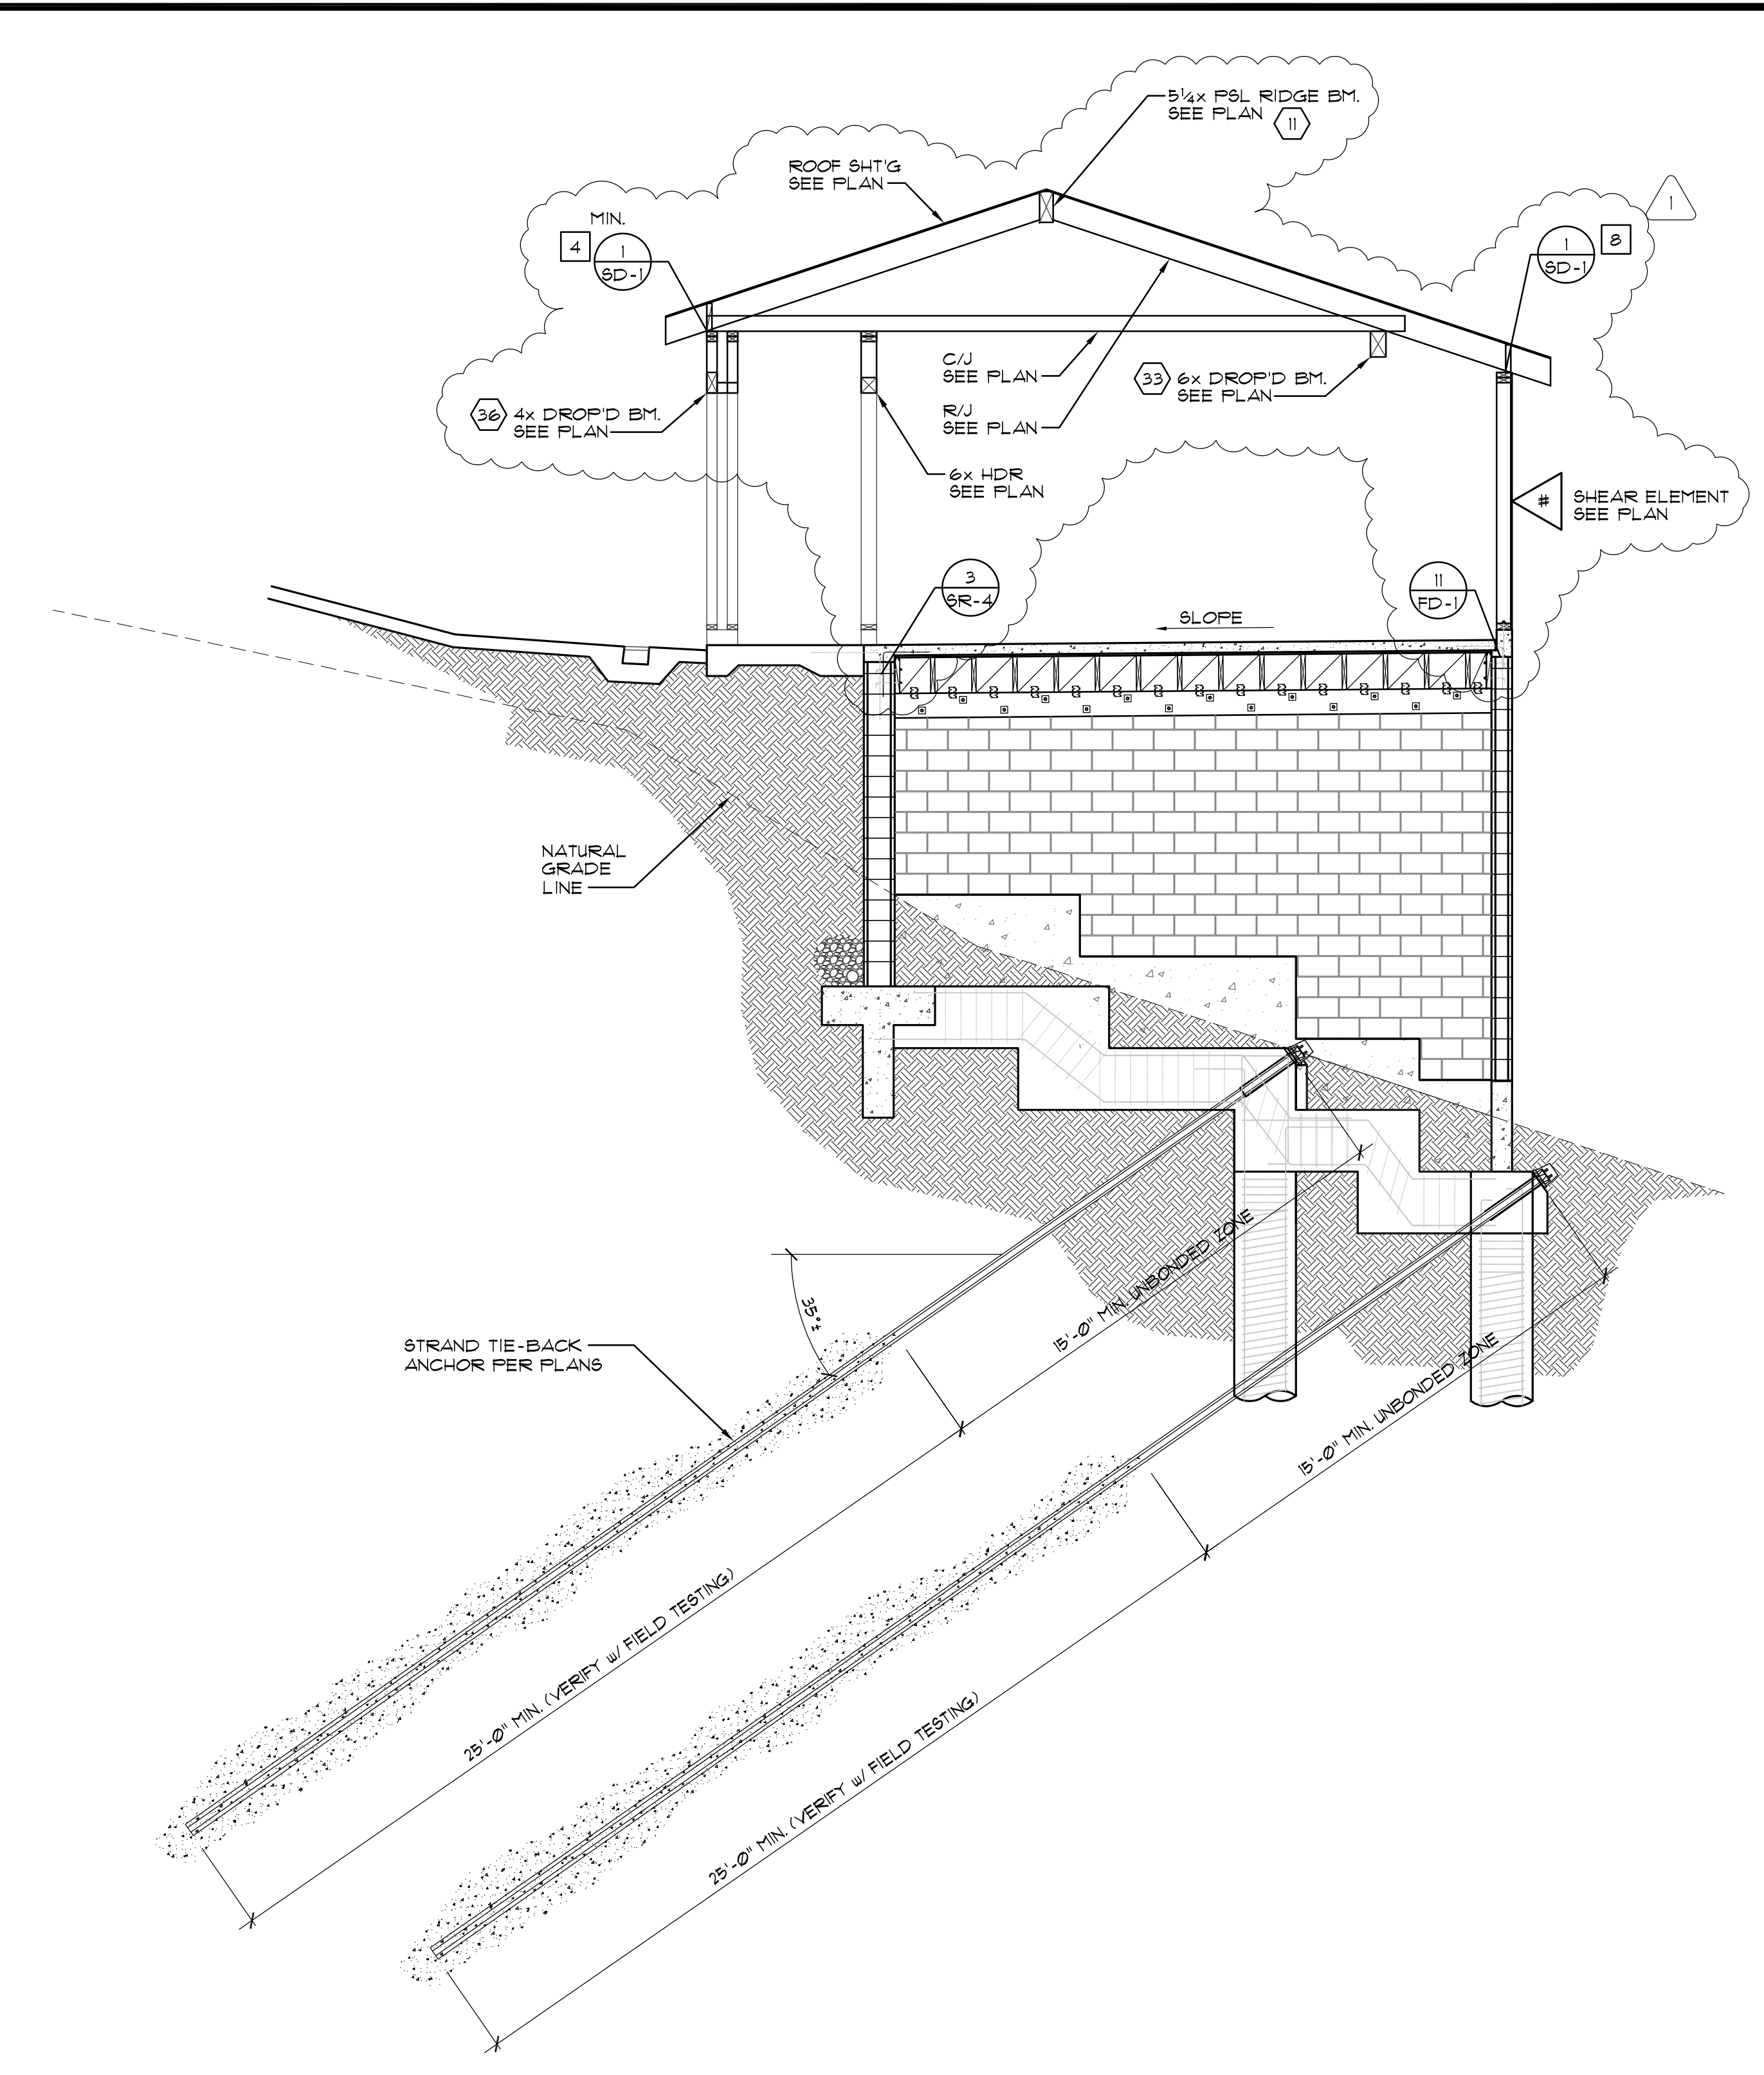 5¼x PSL RIDGE BM.
SEE PLAN
11
ROOF SHT'G
SEE PLAN
MIN.
4
1
SD-1
1
SD-1
8
1
C/J
SEE PLAN
33
6x DROP'D BM.
SEE PLAN
36
4x DROP'D BM.
SEE PLAN
R/J
SEE PLAN
6x HDR
SEE PLAN
#
SHEAR ELEMENT
SEE PLAN
3
SR-4
11
FD-1
SLOPE
NATURAL
GRADE
LINE
35°±
15'-0" MIN. UNBONDED ZONE
15'-0" MIN. UNBONDED ZONE
STRAND TIE-BACK
ANCHOR PER PLANS
25'-0" MIN. (VERIFY w/ FIELD TESTING)
25'-0" MIN. (VERIFY w/ FIELD TESTING)